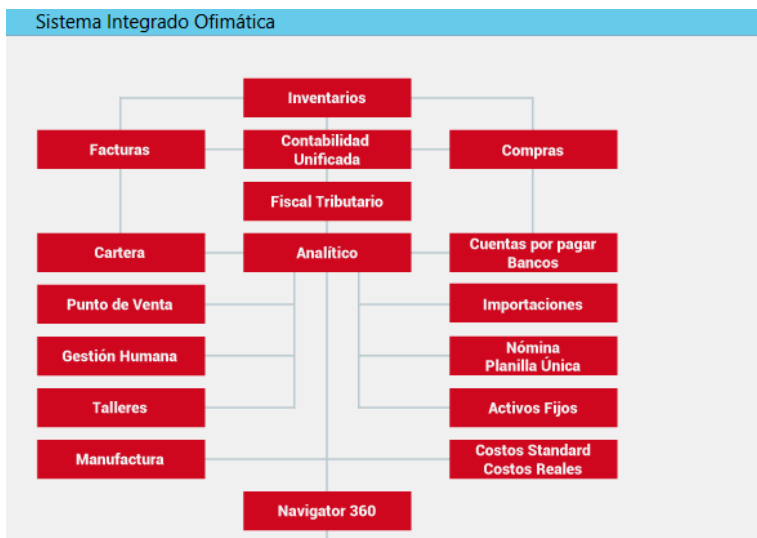 Sistema Integrado Ofimática
Inventarios
Facturas
Contabilidad
Unificada
Compras
Fiscal Tributario
Cartera
Analítico
Cuentas por pagar
Bancos
Punto de Venta
Importaciones
Gestión Humana
Nómina
Planilla Única
Talleres
Activos Fijos
Manufactura
Costos Standard
Costos Reales
Navigator 360